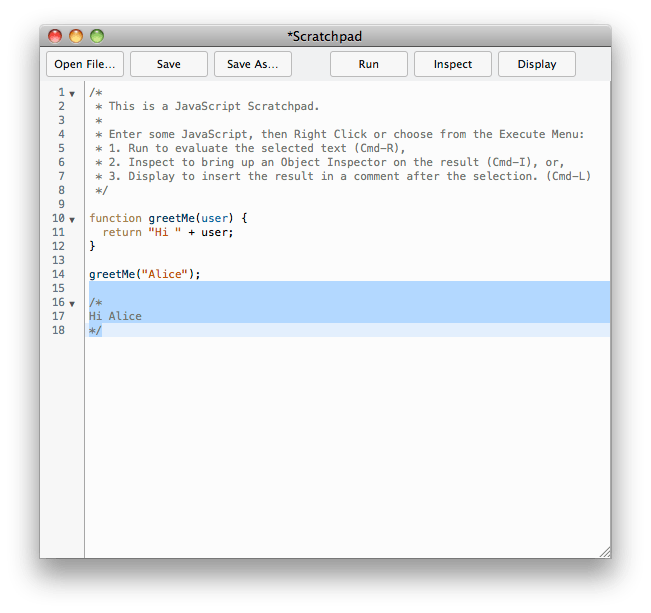 *Scratchpad
Open File... Save Save As... Run Inspect Display
1 /*
2  * This is a JavaScript Scratchpad.
3  *
4  * Enter some JavaScript, then Right Click or choose from the Execute Menu:
5  * 1. Run to evaluate the selected text (Cmd-R),
6  * 2. Inspect to bring up an Object Inspector on the result (Cmd-I), or,
7  * 3. Display to insert the result in a comment after the selection. (Cmd-L)
8  */
9
10 function greetMe(user) {
11   return "Hi " + user;
12 }
13
14 greetMe("Alice");
15
16 /*
17 Hi Alice
18 */